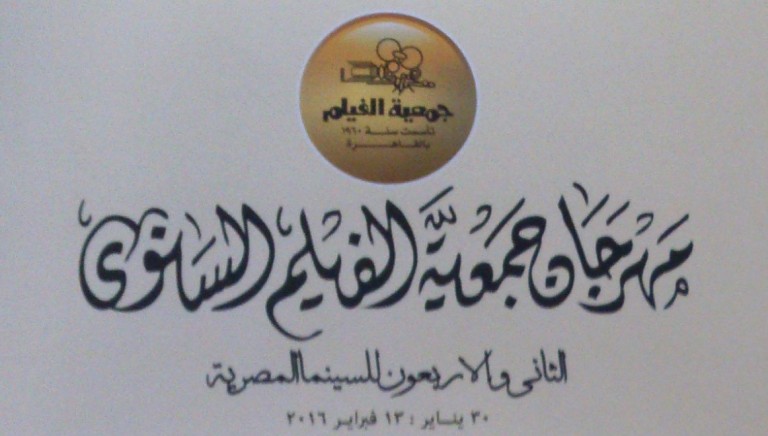 جمعية الفيلم
تأسست سنة ١٩٦٠
بالقاهرة
مهرجان جمعية الفيلم السنوى
الثانى والاربعون للسينما المصرية
٣٠ يناير : ١٣ فبراير ٢٠١٦